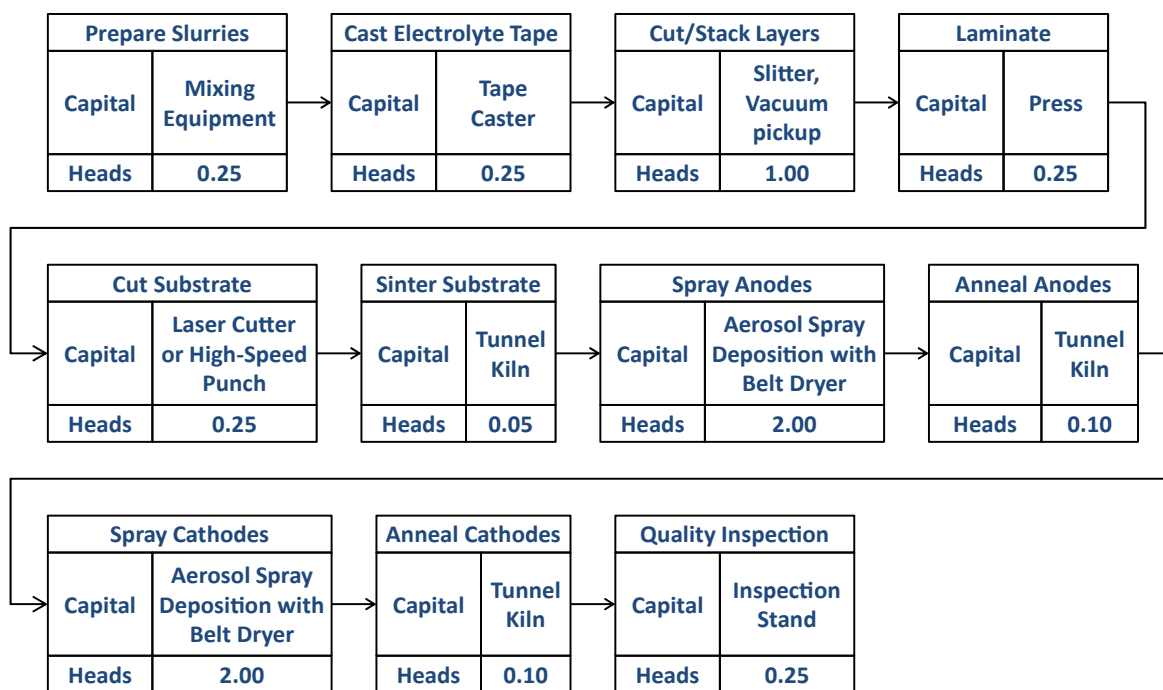 Prepare Slurries
Capital
Mixing
Equipment
Heads
0.25
Cast Electrolyte Tape
Capital
Tape
Caster
Heads
0.25
Cut/Stack Layers
Capital
Slitter,
Vacuum
pickup
Heads
1.00
Laminate
Capital
Press
Heads
0.25
Cut Substrate
Capital
Laser Cutter
or High-Speed
Punch
Heads
0.25
Sinter Substrate
Capital
Tunnel
Kiln
Heads
0.05
Spray Anodes
Capital
Aerosol Spray
Deposition with
Belt Dryer
Heads
2.00
Anneal Anodes
Capital
Tunnel
Kiln
Heads
0.10
Spray Cathodes
Capital
Aerosol Spray
Deposition with
Belt Dryer
Heads
2.00
Anneal Cathodes
Capital
Tunnel
Kiln
Heads
0.10
Quality Inspection
Capital
Inspection
Stand
Heads
0.25